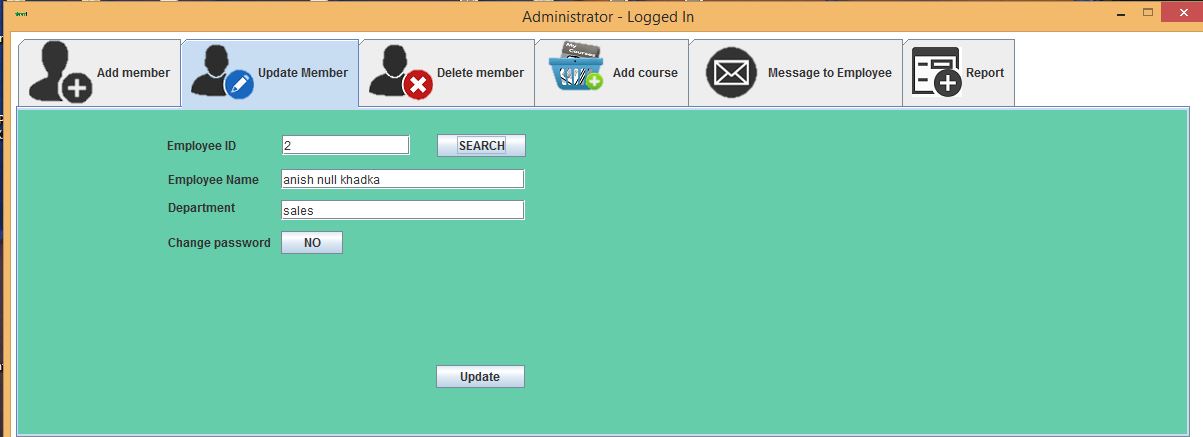 Administrator - Logged In
Add member
Update Member
Delete member
My Courses
Add course
Message to Employee
Report
Employee ID 2 SEARCH
Employee Name anish null khadka
Department sales
Change password NO
Update